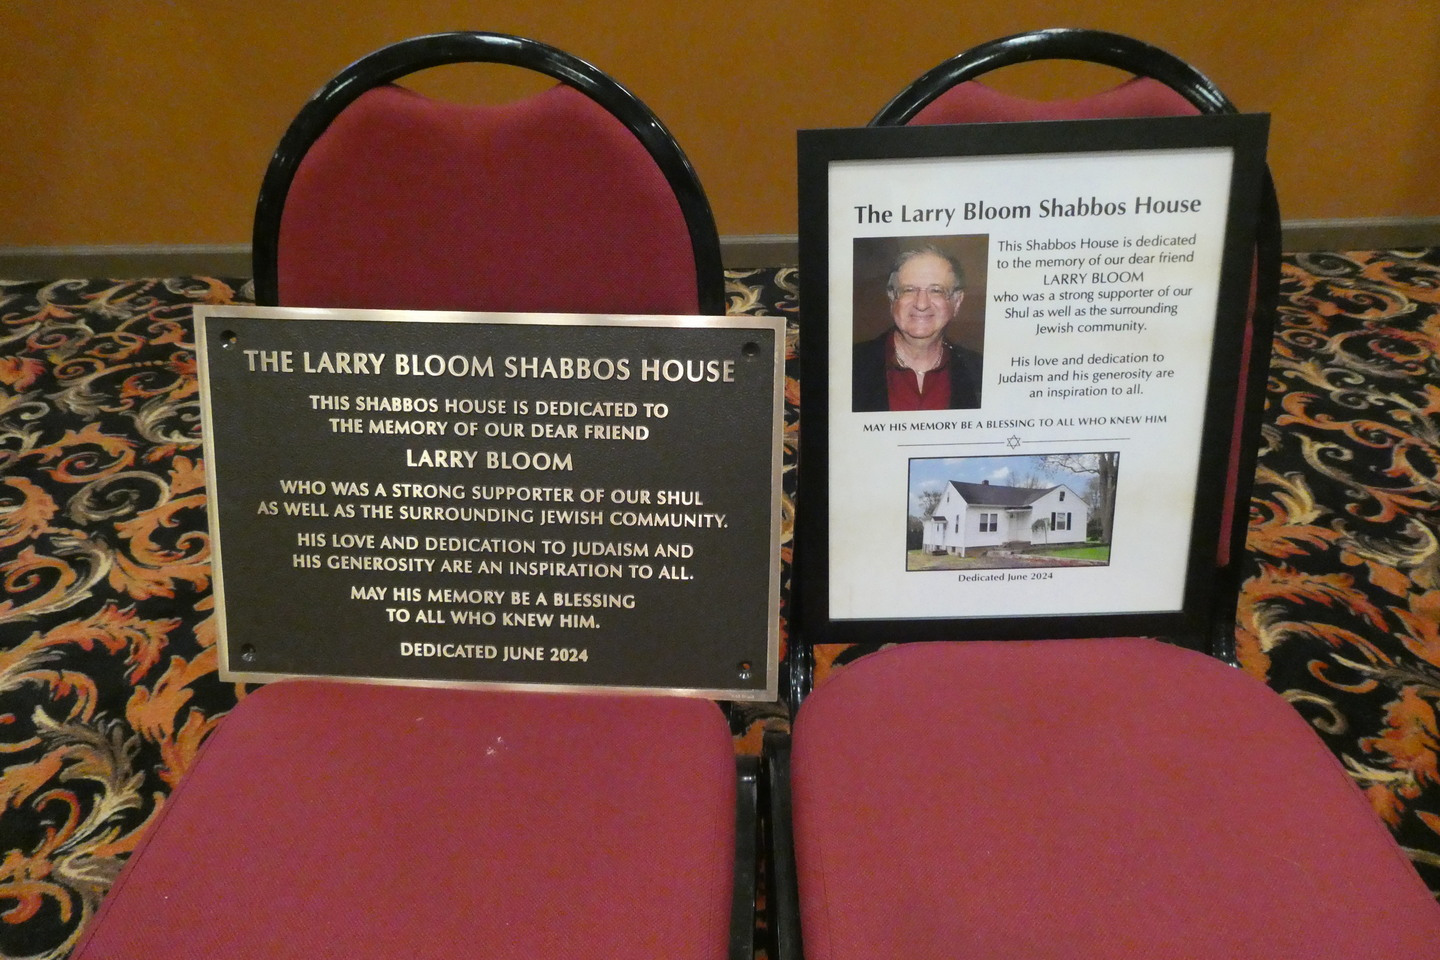 THE LARRY BLOOM SHABBOS HOUSE
THIS SHABBOS HOUSE IS DEDICATED TO
THE MEMORY OF OUR DEAR FRIEND
LARRY BLOOM
WHO WAS A STRONG SUPPORTER OF OUR SHUL
AS WELL AS THE SURROUNDING JEWISH COMMUNITY.
HIS LOVE AND DEDICATION TO JUDAISM AND
HIS GENEROSITY ARE AN INSPIRATION TO ALL.
MAY HIS MEMORY BE A BLESSING
TO ALL WHO KNEW HIM.
DEDICATED JUNE 2024
The Larry Bloom Shabbos House
This Shabbos House is dedicated
to the memory of our dear friend
LARRY BLOOM
who was a strong supporter of our
Shul as well as the surrounding
Jewish community.
His love and dedication to
Judaism and his generosity are
an inspiration to all.
MAY HIS MEMORY BE A BLESSING TO ALL WHO KNEW HIM
Dedicated June 2024